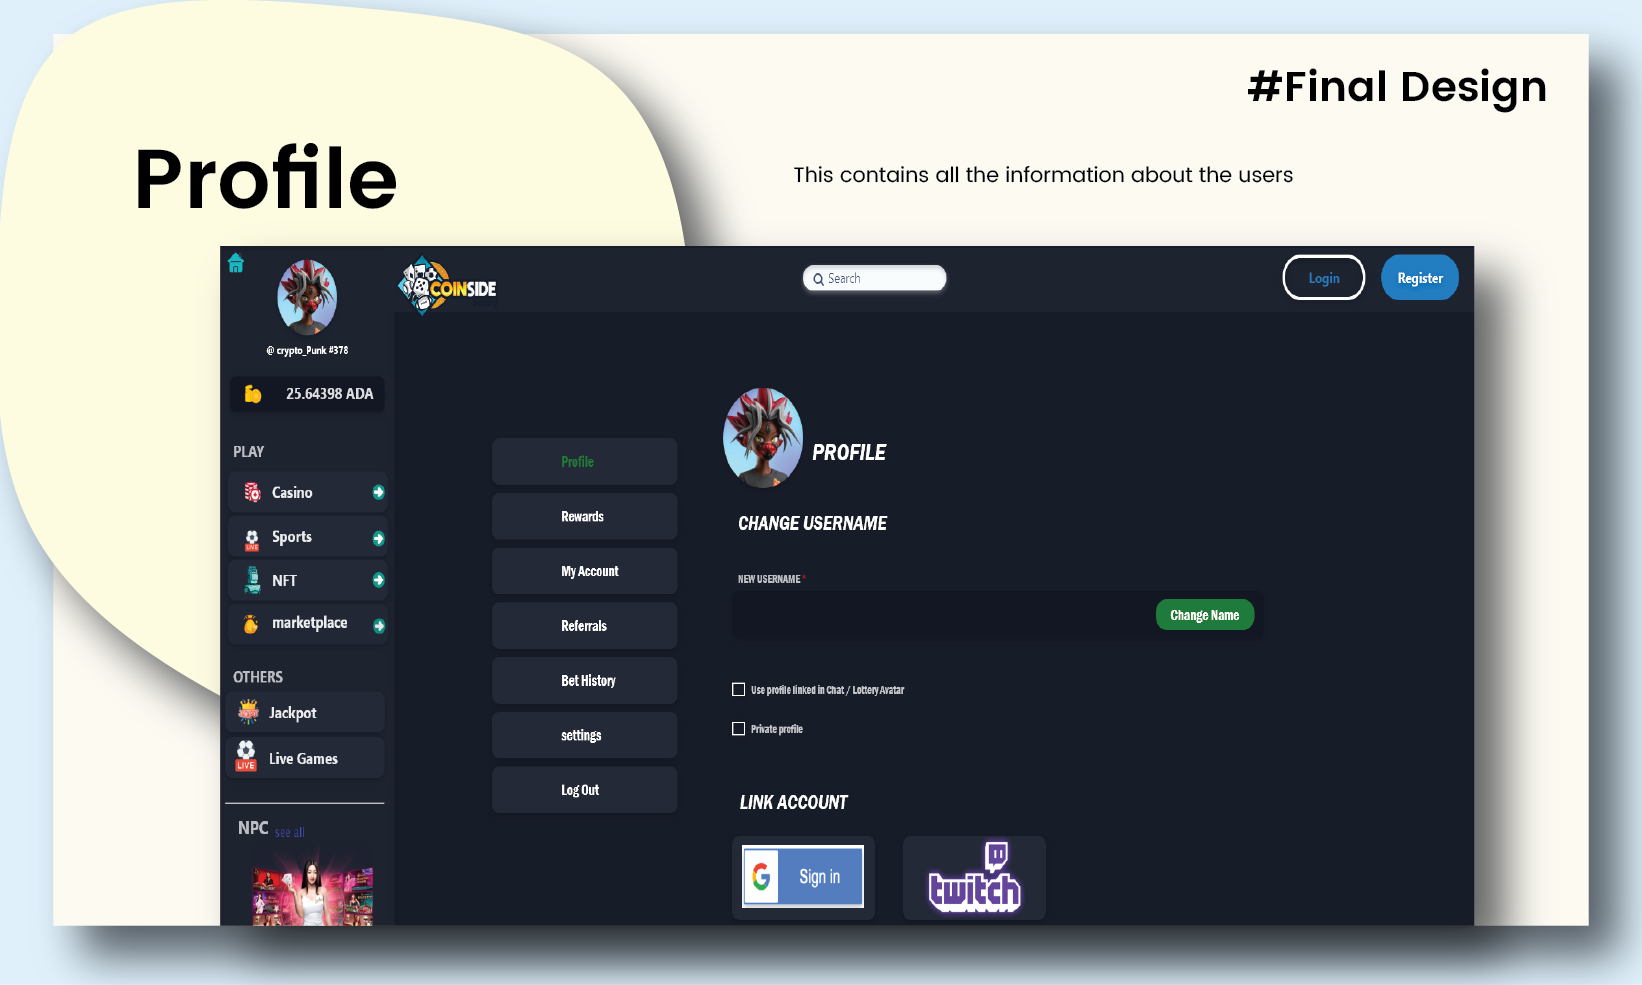 #Final Design
Profile
This contains all the information about the users
@ crypto_Punk #378
COINSIDE
Search
Login
Register
25.64398 ADA
PLAY
Casino
Sports
LIVE
NFT
marketplace
OTHERS
Jackpot
Live Games
LIVE
NPC see all
Profile
Rewards
My Account
Referrals
Bet History
settings
Log Out
PROFILE
CHANGE USERNAME
NEW USERNAME *
Change Name
Use profile linked in Chat / Lottery Avatar
Private profile
LINK ACCOUNT
G Sign in
twitch